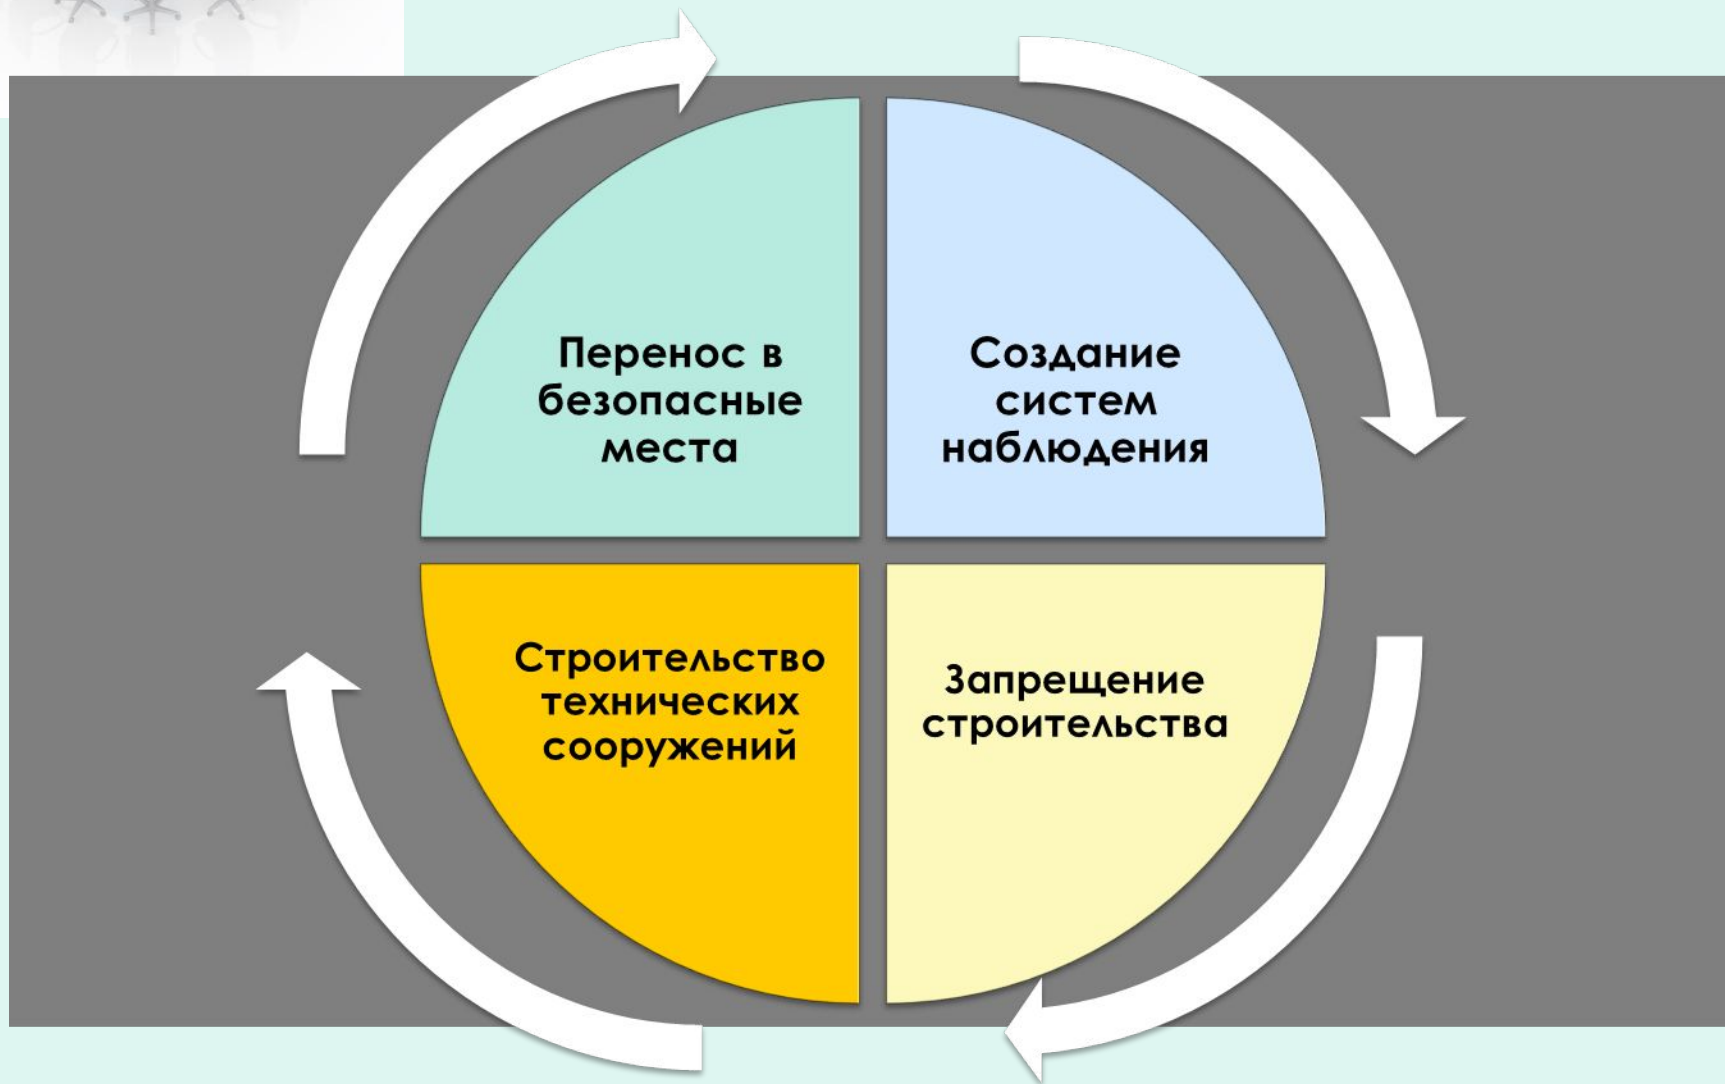 Перенос в
безопасные
места
Создание
систем
наблюдения
Строительство
технических
сооружений
Запрещение
строительства